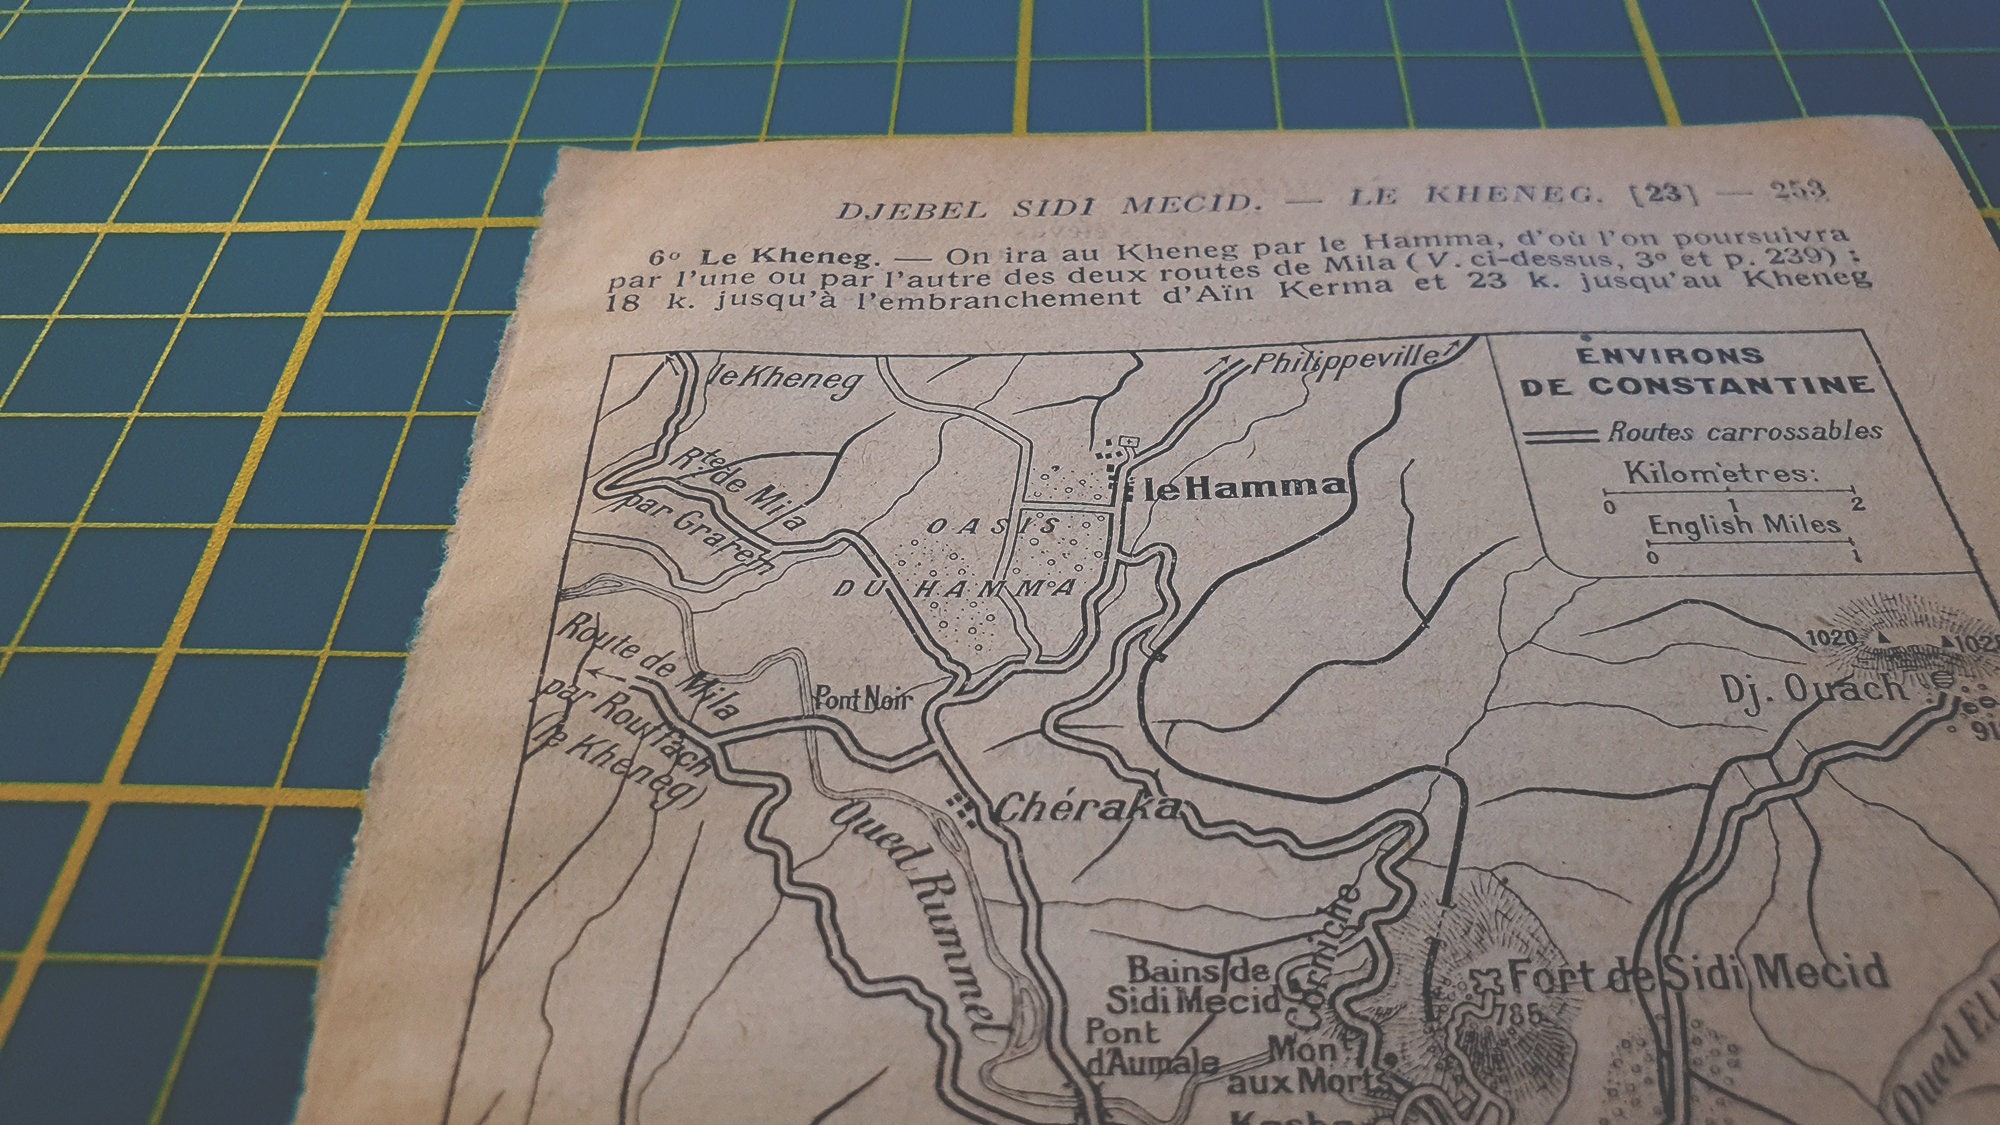 DJEBEL SIDI MECID. — LE KHENEG. [23] — 253
6º Le Kheneg. — On ira au Kheneg par le Hamma, d'où l'on poursuivra
par l'une ou par l'autre des deux routes de Mila (V. ci-dessus, 3º et p. 239) ;
18 k. jusqu'à l'embranchement d'Aïn Kerma et 23 k. jusqu'au Kheneg
le Kheneg
Philippeville
ENVIRONS
DE CONSTANTINE
Routes carrossables
Kilomètres:
0 1 2
English Miles
0 1
Rte de Mila
par Grarem
le Hamma
OASIS
DU HAMMA
Route de Mila
par Rouffach
(le Kheneg)
Pont Noir
1020
Dj. Ouach
Chéraka
Oued Rummel
Corniche
Bains de
Sidi Mecid
Fort de Sidi Mecid
785
Pont
d'Aumale
Mon
aux Morts
Oued El